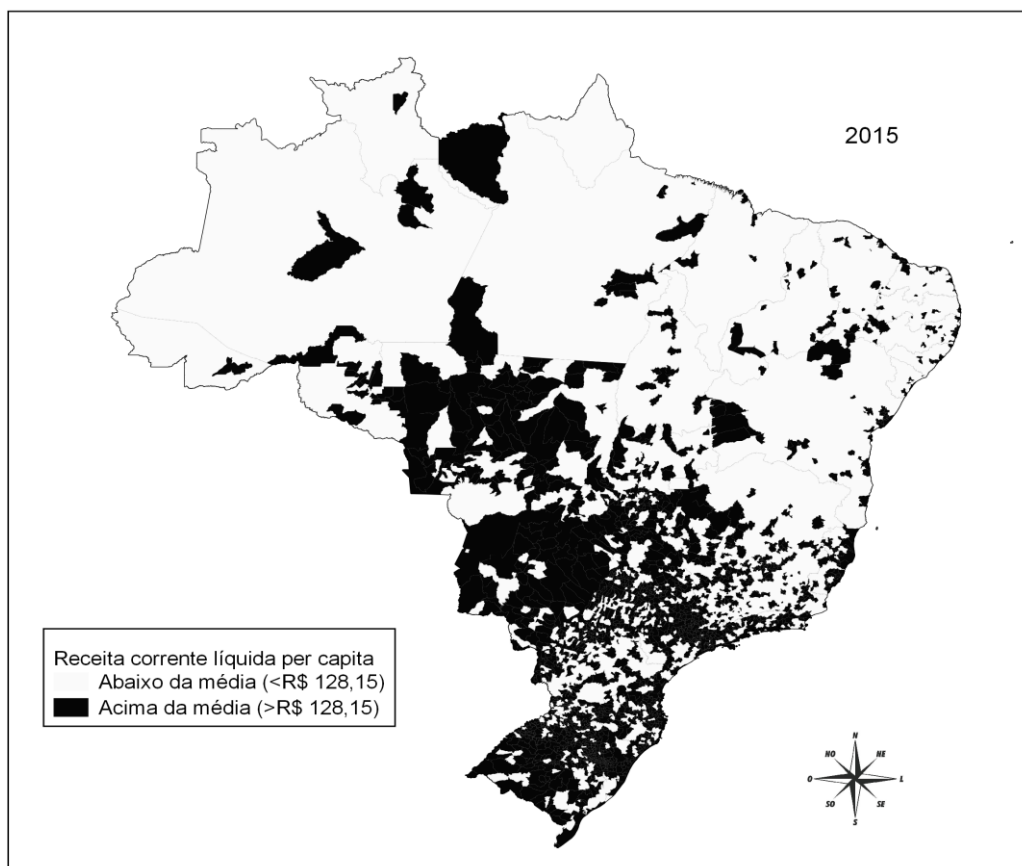 2015
Receita corrente líquida per capita
Abaixo da média (<R$ 128,15)
Acima da média (>R$ 128,15)
N
NO NE
O L
SO SE
S